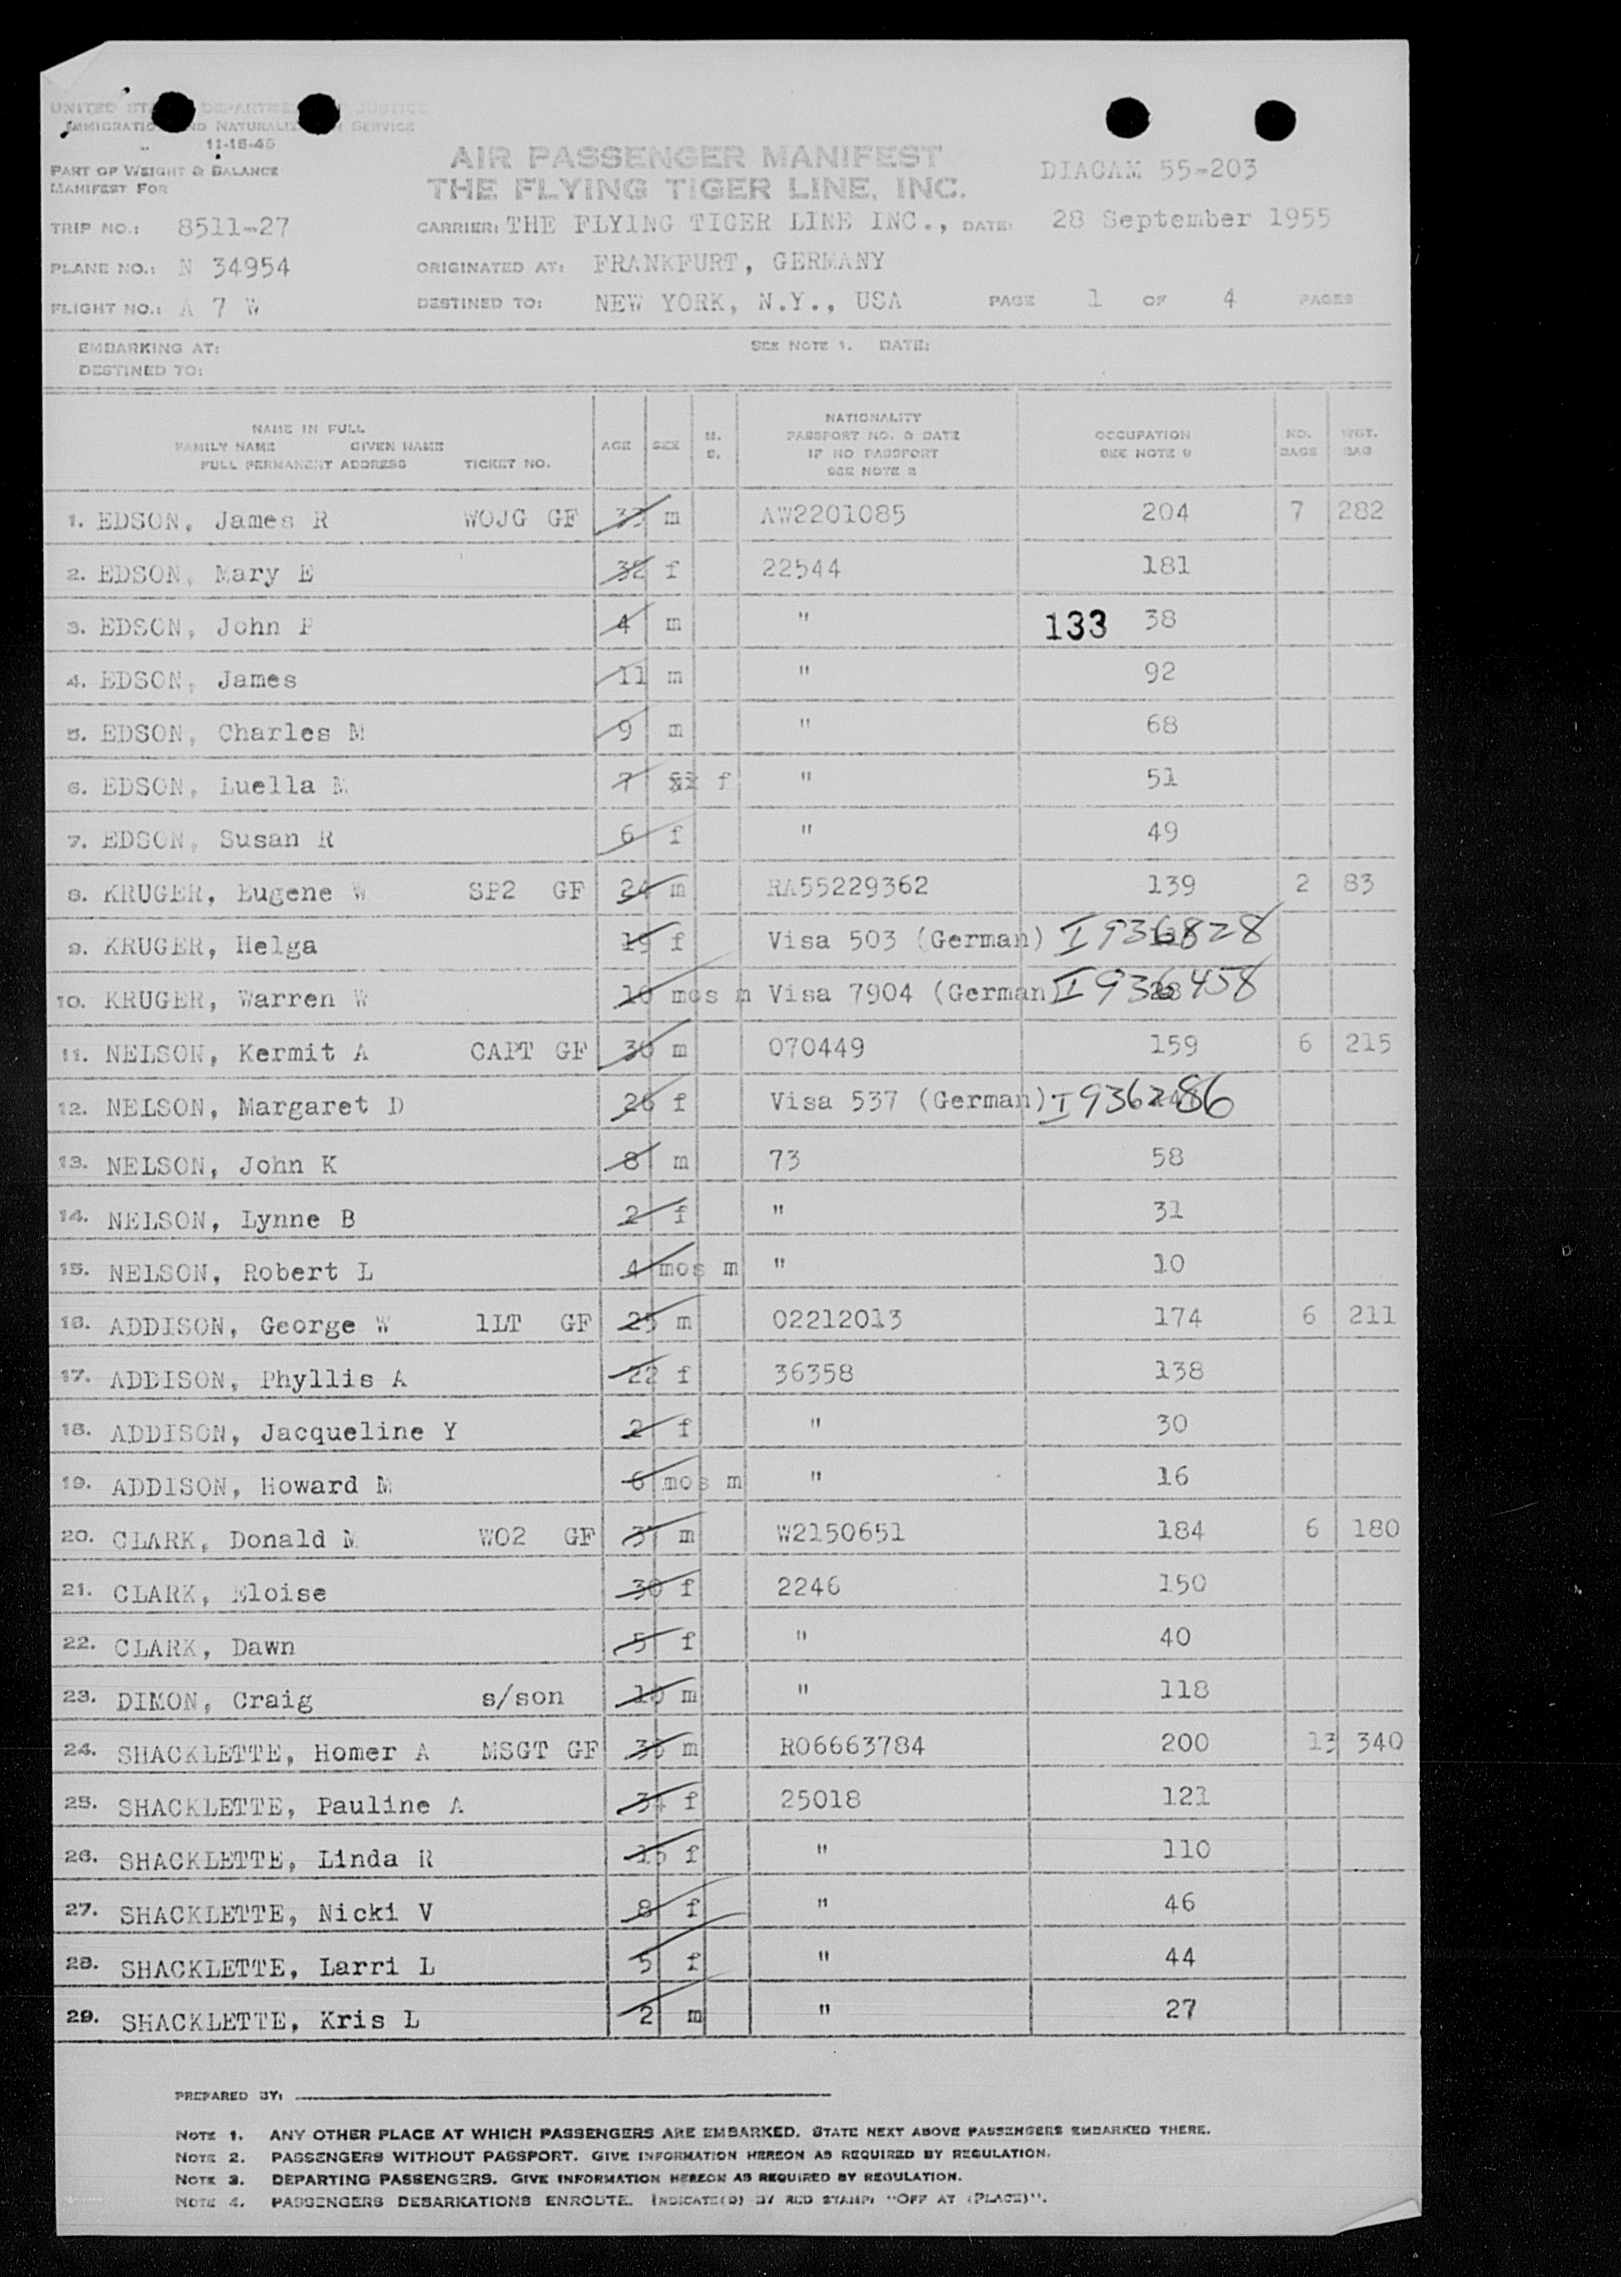 UNITED STATES DEPARTMENT OF JUSTICE
IMMIGRATION AND NATURALIZATION SERVICE
11-18-45
PART OF WEIGHT & BALANCE
MANIFEST FOR
AIR PASSENGER MANIFEST
THE FLYING TIGER LINE, INC.
DIACAM 55-203
TRIP NO.: 8511-27 CARRIER: THE FLYING TIGER LINE INC., DATE: 28 September 1955
PLANE NO.: N 34954 ORIGINATED AT: FRANKFURT, GERMANY
FLIGHT NO.: A 7 W DESTINED TO: NEW YORK, N.Y., USA PAGE 1 OF 4 PAGES
EMBARKING AT: SEE NOTE 1. DATE:
DESTINED TO:
NAME IN FULL
FAMILY NAME GIVEN NAME
FULL PERMANENT ADDRESS TICKET NO.
AGE SEX M. S.
NATIONALITY
PASSPORT NO. & DATE
IF NO PASSPORT
SEE NOTE 2
OCCUPATION
SEE NOTE 9
NO. BAGS WGT. BAG
1. EDSON, James R WOJG GF 33 m AW2201085 204 7 282
2. EDSON, Mary E 32 f 22544 181
3. EDSON, John P 4 m " 133 38
4. EDSON, James 11 m " 92
5. EDSON, Charles M 9 m " 68
6. EDSON, Luella M 7 f " 51
7. EDSON, Susan R 6 f " 49
8. KRUGER, Eugene W SP2 GF 24 m RA55229362 139 2 83
9. KRUGER, Helga 19 f Visa 503 (German) I936828
10. KRUGER, Warren W 10 mos m Visa 7904 (German) I936458
11. NELSON, Kermit A CAPT GF 30 m 070449 159 6 215
12. NELSON, Margaret D 26 f Visa 537 (German) I936286
13. NELSON, John K 8 m 73 58
14. NELSON, Lynne B 2 f " 31
15. NELSON, Robert L 4 mos m " 10
16. ADDISON, George W 1LT GF 25 m 02212013 174 6 211
17. ADDISON, Phyllis A 22 f 36358 138
18. ADDISON, Jacqueline Y 2 f " 30
19. ADDISON, Howard M 6 mos m " 16
20. CLARK, Donald M WO2 GF m W2150651 184 6 180
21. CLARK, Eloise 30 f 2246 150
22. CLARK, Dawn 5 f " 40
23. DIMON, Craig s/son m " 118
24. SHACKLETTE, Homer A MSGT GF m RO6663784 200 13 340
25. SHACKLETTE, Pauline A 34 f 25018 121
26. SHACKLETTE, Linda R 15 f " 110
27. SHACKLETTE, Nicki V 8 f " 46
28. SHACKLETTE, Larri L 5 f " 44
29. SHACKLETTE, Kris L 2 m " 27
PREPARED BY:
NOTE 1. ANY OTHER PLACE AT WHICH PASSENGERS ARE EMBARKED. STATE NEXT ABOVE PASSENGERS EMBARKED THERE.
NOTE 2. PASSENGERS WITHOUT PASSPORT. GIVE INFORMATION HEREON AS REQUIRED BY REGULATION.
NOTE 3. DEPARTING PASSENGERS. GIVE INFORMATION HEREON AS REQUIRED BY REGULATION.
NOTE 4. PASSENGERS DEBARKATIONS ENROUTE. INDICATE(D) BY RED STAMP: "OFF AT (PLACE)".